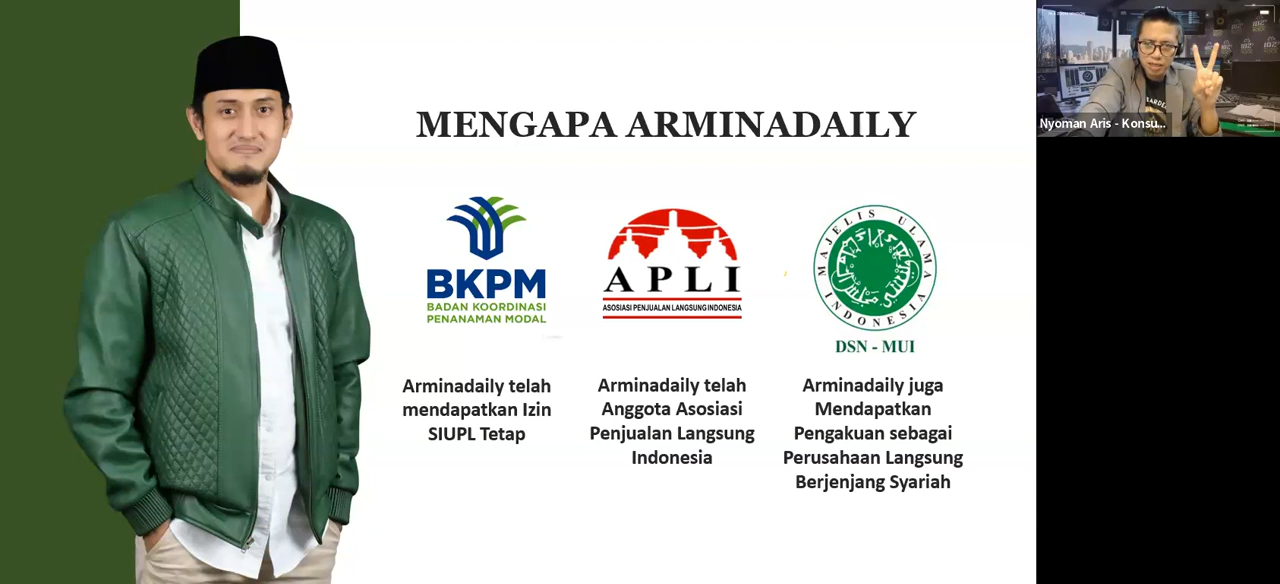 MENGAPA ARMINADAILY
BKPM
BADAN KOORDINASI
PENANAMAN MODAL
Arminadaily telah
mendapatkan Izin
SIUPL Tetap
APLI
ASOSIASI PENJUALAN LANGSUNG INDONESIA
Arminadaily telah
Anggota Asosiasi
Penjualan Langsung
Indonesia
MAJELIS ULAMA
INDONESIA
DSN - MUI
Arminadaily juga
Mendapatkan
Pengakuan sebagai
Perusahaan Langsung
Berjenjang Syariah
Nyoman Aris - Konsu...